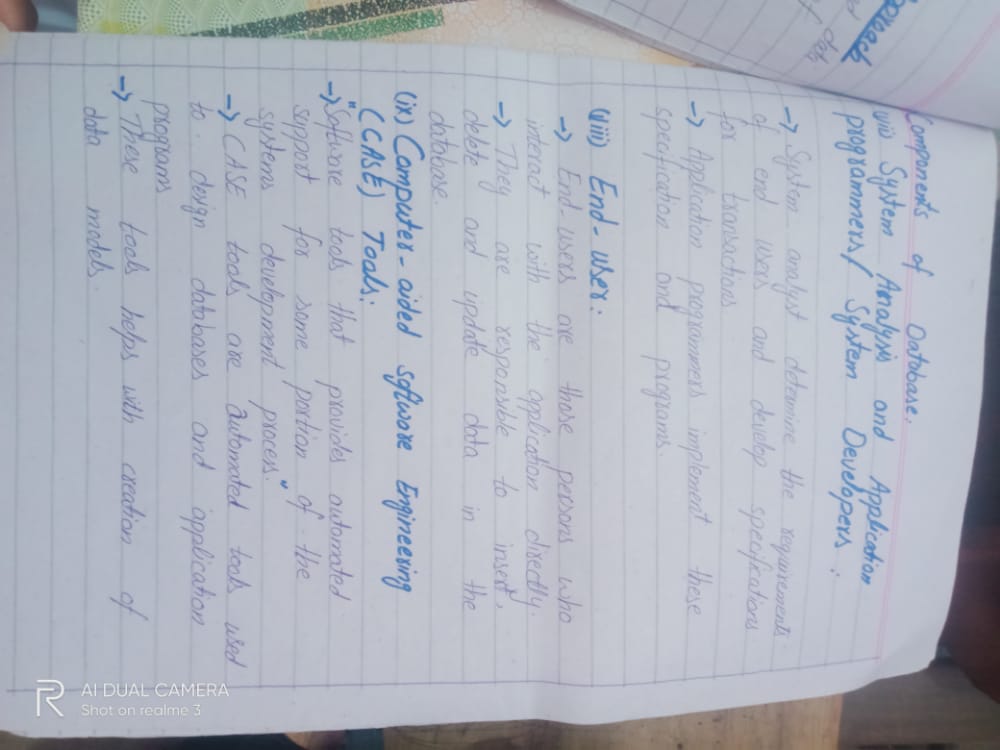 Components of Database.
(vii) System Analysis and Application
programmers/ System Developers :
→ System analyst determine the requirements
of end users and develop specifications
for transactions
→ Application programmers implement these
specification and programs.
(viii) End-user:
→ End-users are those persons who
interact with the application directly.
→ They are responsible to insert,
delete and update data in the
database.
(ix) Computer-aided software Engineering
(CASE) Tools:
→ "Software tools that provides automated
support for some portion of the
systems development process."
→ CASE tools are automated tools used
to design databases and application
programs
→ These tools helps with creation of
data models.
AI DUAL CAMERA
Shot on realme 3